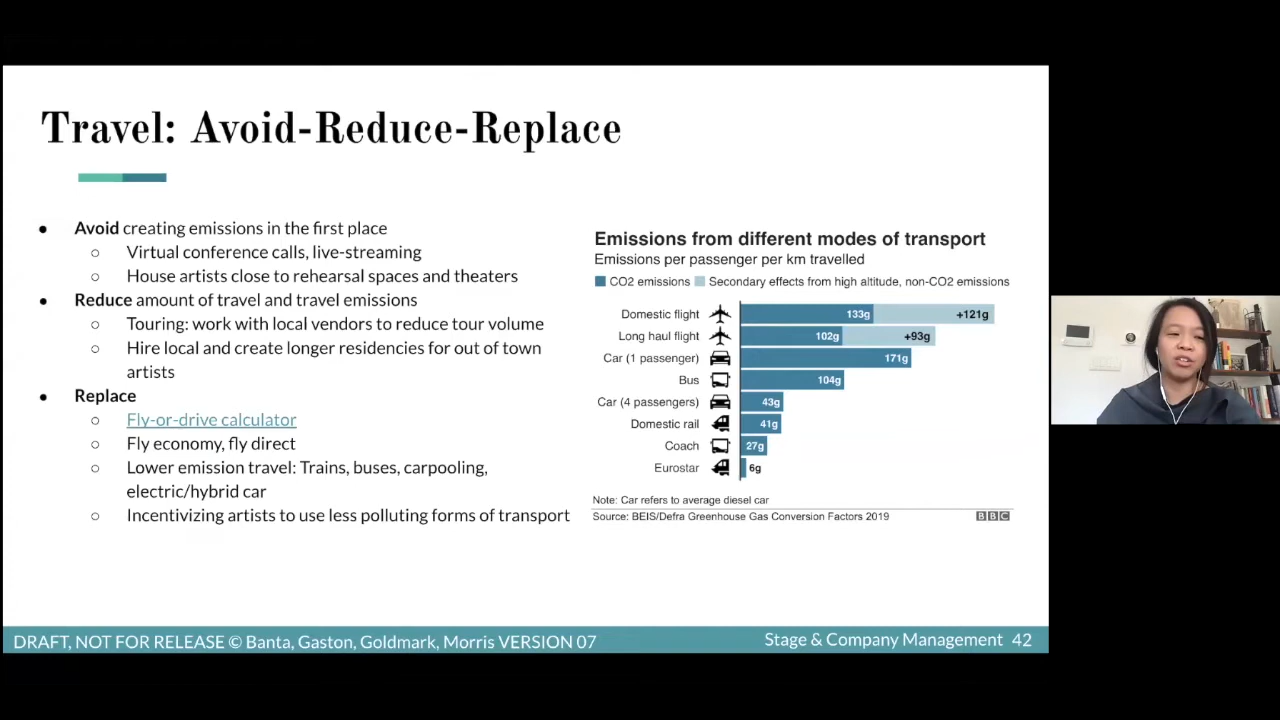 Travel: Avoid-Reduce-Replace
● Avoid creating emissions in the first place
○ Virtual conference calls, live-streaming
○ House artists close to rehearsal spaces and theaters
● Reduce amount of travel and travel emissions
○ Touring: work with local vendors to reduce tour volume
○ Hire local and create longer residencies for out of town
artists
● Replace
○ Fly-or-drive calculator
○ Fly economy, fly direct
○ Lower emission travel: Trains, buses, carpooling,
electric/hybrid car
○ Incentivizing artists to use less polluting forms of transport
Emissions from different modes of transport
Emissions per passenger per km travelled
CO2 emissions Secondary effects from high altitude, non-CO2 emissions
Domestic flight 133g +121g
Long haul flight 102g +93g
Car (1 passenger) 171g
Bus 104g
Car (4 passengers) 43g
Domestic rail 41g
Coach 27g
Eurostar 6g
Note: Car refers to average diesel car
Source: BEIS/Defra Greenhouse Gas Conversion Factors 2019 BBC
DRAFT, NOT FOR RELEASE © Banta, Gaston, Goldmark, Morris VERSION 07 Stage & Company Management 42